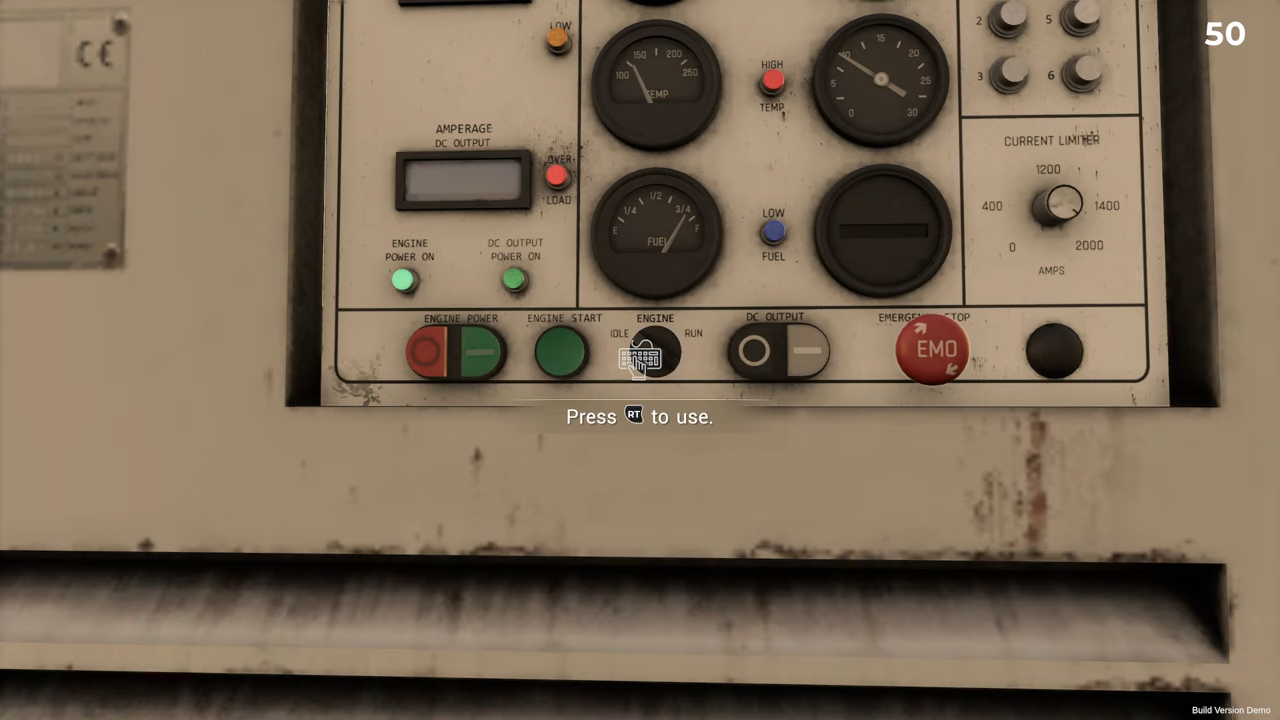 50
CE
LOW
150 200
100 250
TEMP
HIGH
TEMP
15
10 20
5 25
0 30
2 5
3 6
AMPERAGE
DC OUTPUT
OVER
LOAD
1/2
1/4 3/4
E F
FUEL
LOW
FUEL
CURRENT LIMITER
1200
400 1400
0 2000
AMPS
ENGINE
POWER ON
DC OUTPUT
POWER ON
ENGINE POWER
ENGINE START
ENGINE
IDLE RUN
DC OUTPUT
EMERGENCY STOP
EMO
Press RT to use.
Build Version Demo